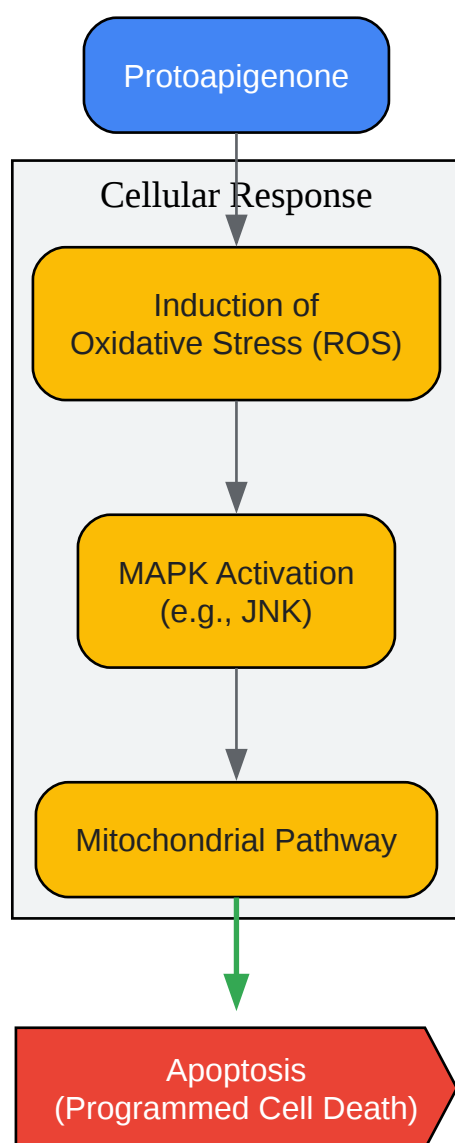 Protoapigenone
Cellular Response
Induction of
Oxidative Stress (ROS)
MAPK Activation
(e.g., JNK)
Mitochondrial Pathway
Apoptosis
(Programmed Cell Death)